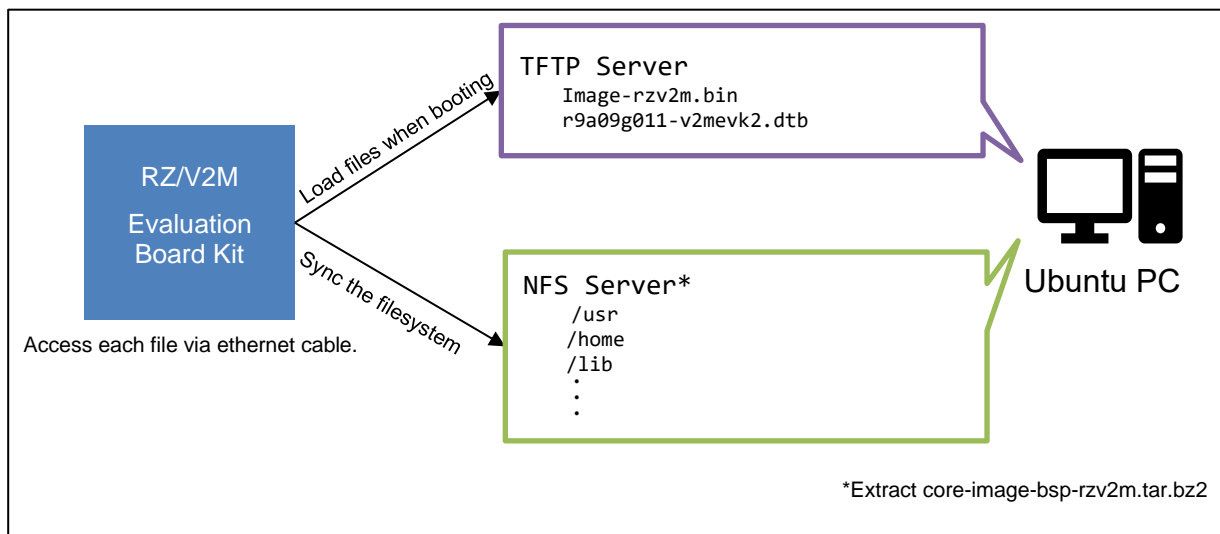 RZ/V2M
Evaluation
Board Kit
Access each file via ethernet cable.
Load files when booting
Sync the filesystem
TFTP Server
Image-rzv2m.bin
r9a09g011-v2mevk2.dtb
NFS Server*
/usr
/home
/lib
.
.
.
Ubuntu PC
*Extract core-image-bsp-rzv2m.tar.bz2